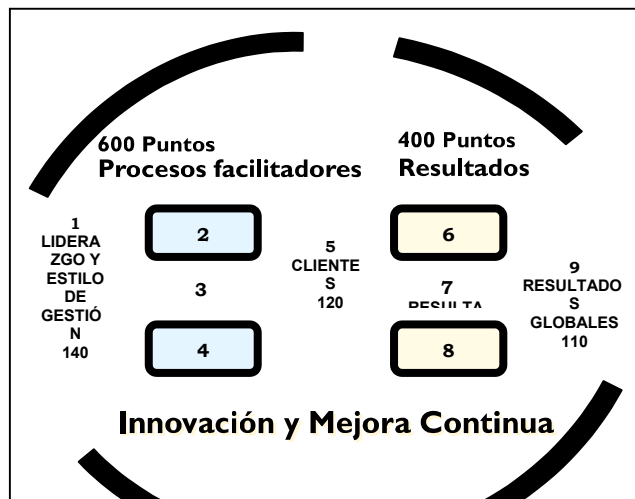 600 Puntos
Procesos facilitadores
400 Puntos
Resultados
1
LIDERA
ZGO Y
ESTILO
DE
GESTIÓ
N
140
2
3
4
5
CLIENTE
S
120
6
7
RESULTA
8
9
RESULTADO
S
GLOBALES
110
Innovación y Mejora Continua